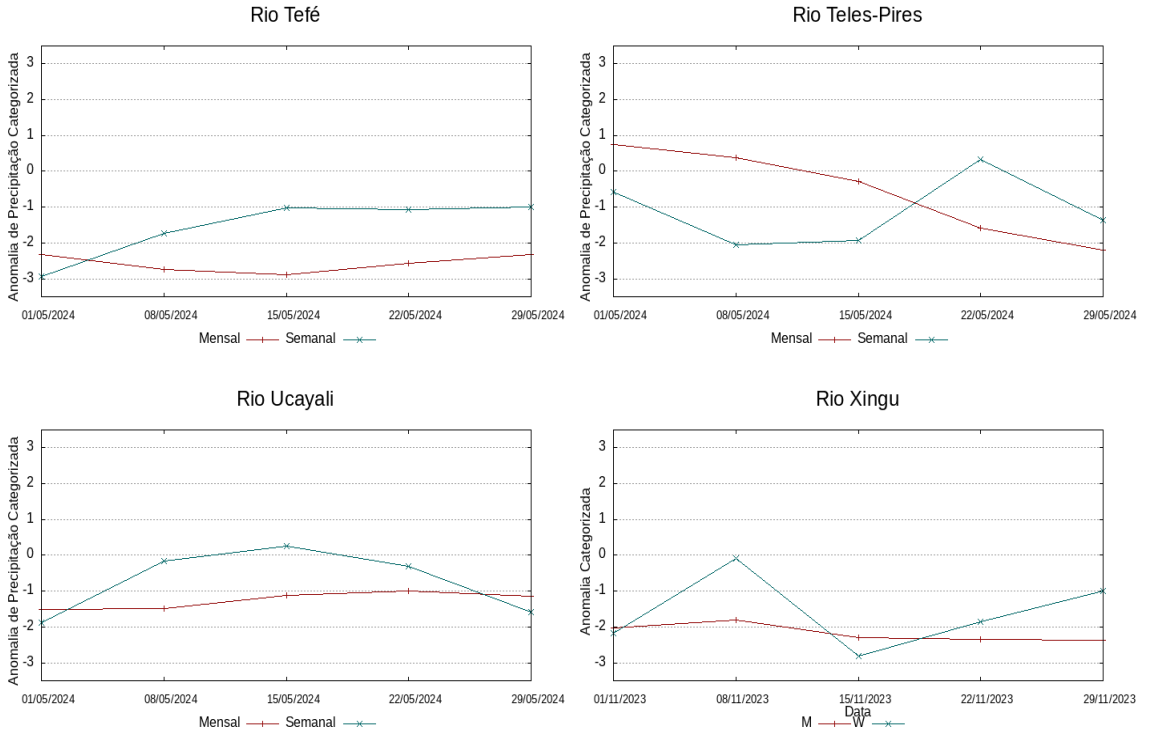 Rio Tefé
Anomalia de Precipitação Categorizada
3
2
1
0
-1
-2
-3
01/05/2024 08/05/2024 15/05/2024 22/05/2024 29/05/2024
Mensal Semanal
Rio Teles-Pires
Anomalia de Precipitação Categorizada
3
2
1
0
-1
-2
-3
01/05/2024 08/05/2024 15/05/2024 22/05/2024 29/05/2024
Mensal Semanal
Rio Ucayali
Anomalia de Precipitação Categorizada
3
2
1
0
-1
-2
-3
01/05/2024 08/05/2024 15/05/2024 22/05/2024 29/05/2024
Mensal Semanal
Rio Xingu
Anomalia Categorizada
3
2
1
0
-1
-2
-3
01/11/2023 08/11/2023 15/11/2023 22/11/2023 29/11/2023
Data
M W